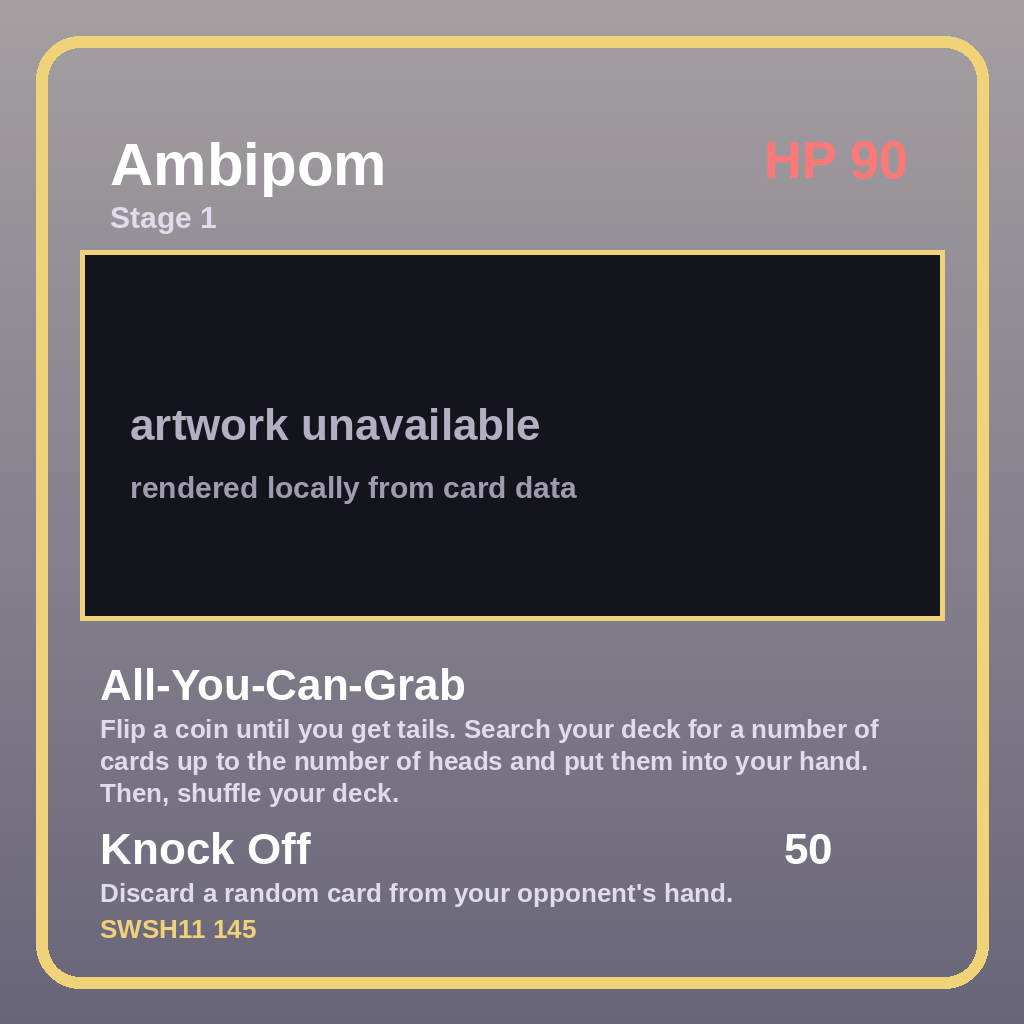 Ambipom
HP 90
Stage 1
artwork unavailable
rendered locally from card data
All-You-Can-Grab
Flip a coin until you get tails. Search your deck for a number of
cards up to the number of heads and put them into your hand.
Then, shuffle your deck.
Knock Off 50
Discard a random card from your opponent's hand.
SWSH11 145